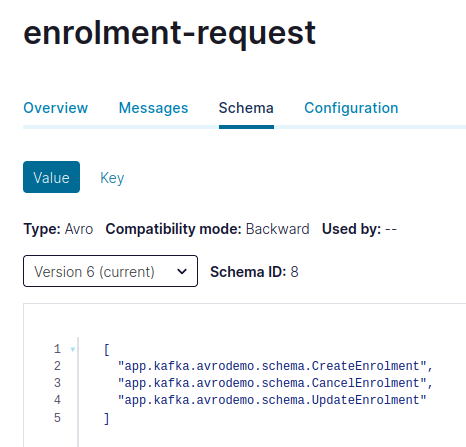 enrolment-request
Overview Messages Schema Configuration
Value Key
Type: Avro Compatibility mode: Backward Used by: --
Version 6 (current) Schema ID: 8
1 [
2 "app.kafka.avrodemo.schema.CreateEnrolment",
3 "app.kafka.avrodemo.schema.CancelEnrolment",
4 "app.kafka.avrodemo.schema.UpdateEnrolment"
5 ]